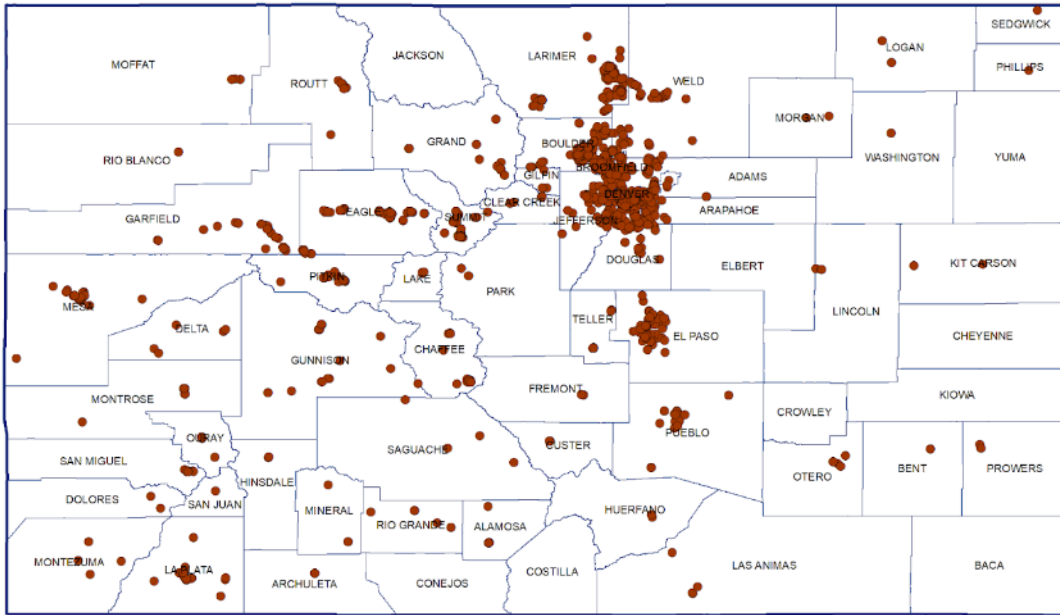 SEDGWICK
LOGAN
JACKSON
LARIMER
MOFFAT
PHILLIPS
WELD
ROUTT
MORGAN
GRAND
BOULDER
WASHINGTON
YUMA
RIO BLANCO
BROOMFIELD
GILPIN
ADAMS
DENVER
CLEAR CREEK
ARAPAHOE
EAGLE
SUMMIT
GARFIELD
JEFFERSON
DOUGLAS
ELBERT
KIT CARSON
PITKIN
LAKE
PARK
MESA
LINCOLN
TELLER
DELTA
EL PASO
CHEYENNE
CHAFFEE
GUNNISON
FREMONT
KIOWA
MONTROSE
CROWLEY
PUEBLO
OURAY
CUSTER
SAGUACHE
SAN MIGUEL
OTERO
BENT
PROWERS
HINSDALE
DOLORES
SAN JUAN
MINERAL
HUERFANO
RIO GRANDE
ALAMOSA
MONTEZUMA
LAS ANIMAS
BACA
LA PLATA
COSTILLA
ARCHULETA
CONEJOS